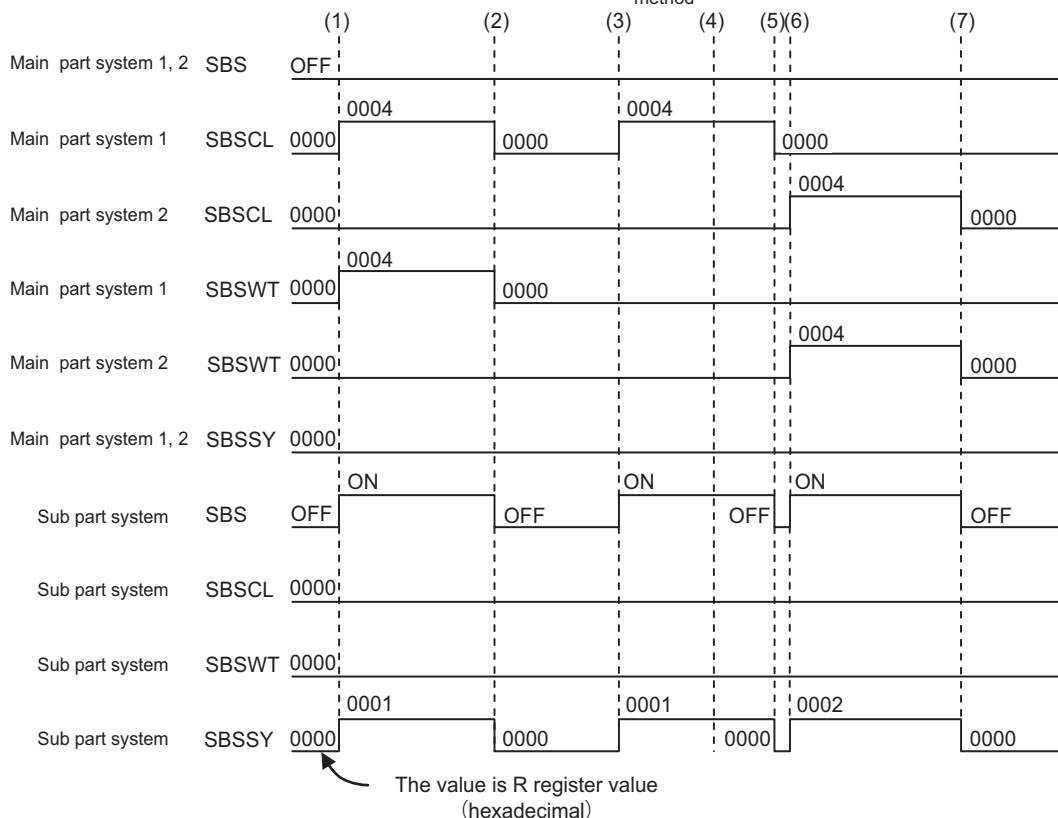 method
(1) (2) (3) (4) (5)(6) (7)
Main part system 1, 2 SBS OFF
Main part system 1 SBSCL 0000 0004 0000 0004 0000
Main part system 2 SBSCL 0000 0004 0000
Main part system 1 SBSWT 0000 0004 0000
Main part system 2 SBSWT 0000 0004 0000
Main part system 1, 2 SBSSY 0000
Sub part system SBS OFF ON OFF ON OFF ON OFF
Sub part system SBSCL 0000
Sub part system SBSWT 0000
Sub part system SBSSY 0000 0001 0000 0001 0000 0002 0000
The value is R register value
(hexadecimal)